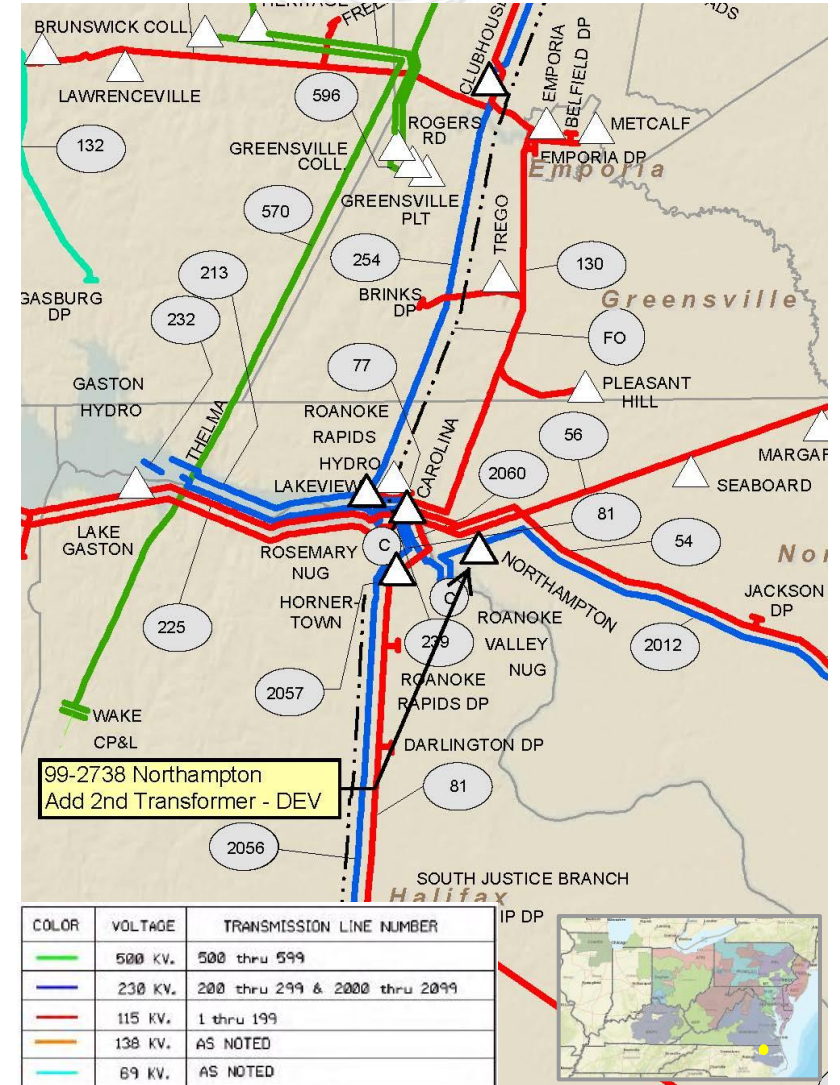 HERITAGE
FREE
ADS
BRUNSWICK COLL.
CLUBHOUSE
EMPORIA
BELFIELD DP
LAWRENCEVILLE
596
ROGERS
RD
METCALF
132
GREENSVILLE
COLL.
EMPORIA DP
Emporia
GREENSVILLE
PLT
570
TREGO
213
254
130
GASBURG
DP
BRINKS
DP
Greensville
232
FO
77
GASTON
HYDRO
PLEASANT
HILL
THELMA
ROANOKE
RAPIDS
HYDRO
CAROLINA
56
MARGAR
LAKEVIEW
2060
SEABOARD
81
LAKE
GASTON
ROSEMARY
NUG
C
54
Nor
NORTHAMPTON
HORNER-
TOWN
C
JACKSON
DP
225
239
ROANOKE
VALLEY
NUG
2012
2057
ROANOKE
RAPIDS DP
WAKE
CP&L
DARLINGTON DP
99-2738 Northampton
Add 2nd Transformer - DEV
81
2056
SOUTH JUSTICE BRANCH
Halifax
IP DP
COLOR VOLTAGE TRANSMISSION LINE NUMBER
500 KV. 500 thru 599
230 KV. 200 thru 299 & 2000 thru 2099
115 KV. 1 thru 199
138 KV. AS NOTED
69 KV. AS NOTED